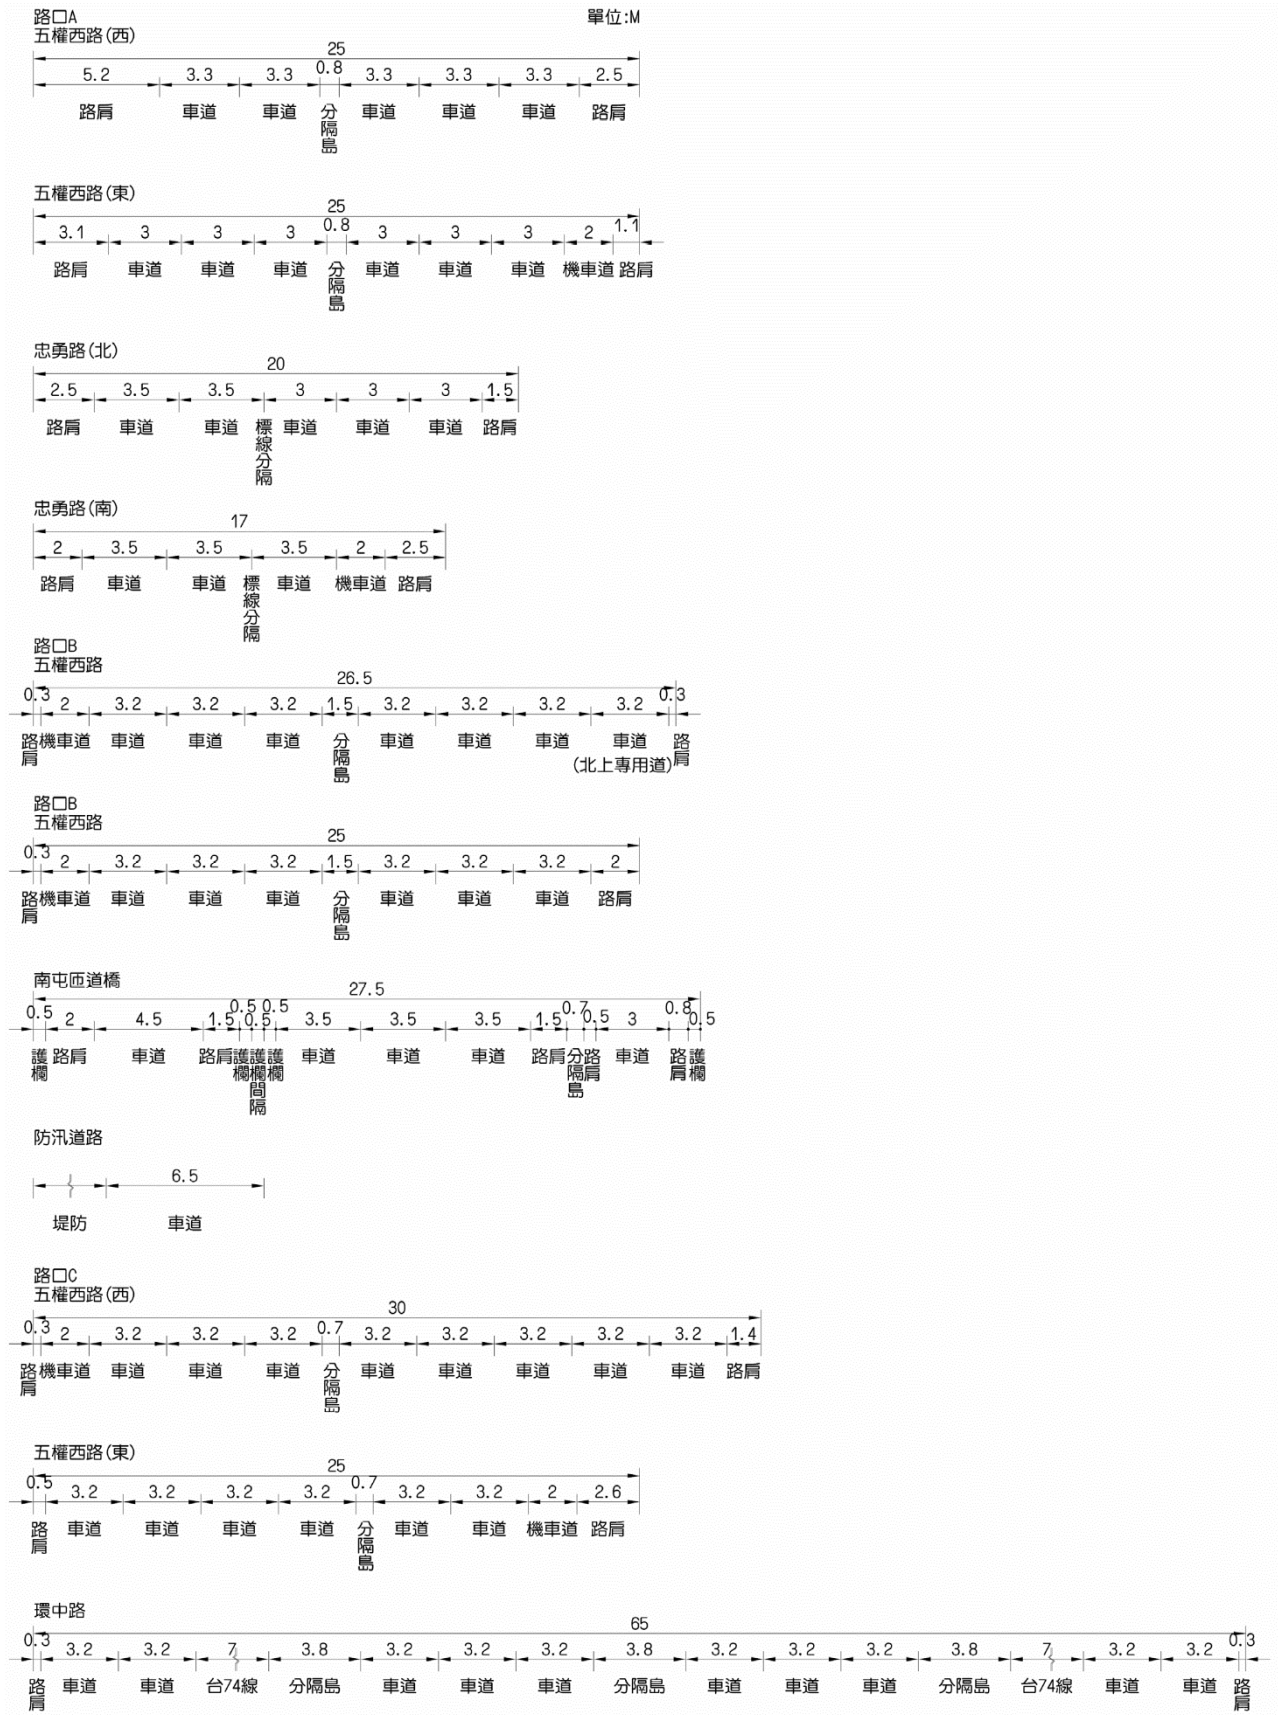 路口A 單位:M
五權西路(西)
25
5.2 3.3 3.3 0.8 3.3 3.3 3.3 2.5
路肩 車道 車道 分隔島 車道 車道 車道 路肩
五權西路(東)
25
3.1 3 3 3 0.8 3 3 3 2 1.1
路肩 車道 車道 車道 分隔島 車道 車道 車道 機車道 路肩
忠勇路(北)
20
2.5 3.5 3.5 3 3 3 1.5
路肩 車道 車道 標線分隔 車道 車道 車道 路肩
忠勇路(南)
17
2 3.5 3.5 3.5 2 2.5
路肩 車道 車道 標線分隔 車道 機車道 路肩
路口B
五權西路
26.5
0.3 2 3.2 3.2 3.2 1.5 3.2 3.2 3.2 3.2 0.3
路肩 機車道 車道 車道 車道 分隔島 車道 車道 車道 車道 路肩
(北上專用道)
路口B
五權西路
25
0.3 2 3.2 3.2 3.2 1.5 3.2 3.2 3.2 2
路肩 機車道 車道 車道 車道 分隔島 車道 車道 車道 路肩
南屯匝道橋
27.5
0.5 2 4.5 1.5 0.5 0.5 0.5 3.5 3.5 3.5 1.5 0.7 0.5 3 0.8 0.5
護欄 路肩 車道 路肩 護欄 護欄間隔 護欄 車道 車道 車道 路肩 分隔島 路肩 車道 路肩 護欄
防汛道路
6.5
堤防 車道
路口C
五權西路(西)
30
0.3 2 3.2 3.2 3.2 0.7 3.2 3.2 3.2 3.2 3.2 1.4
路肩 機車道 車道 車道 車道 分隔島 車道 車道 車道 車道 車道 路肩
五權西路(東)
25
0.5 3.2 3.2 3.2 3.2 0.7 3.2 3.2 2 2.6
路肩 車道 車道 車道 車道 分隔島 車道 車道 機車道 路肩
環中路
65
0.3 3.2 3.2 7 3.8 3.2 3.2 3.2 3.8 3.2 3.2 3.2 3.8 7 3.2 3.2 0.3
路肩 車道 車道 台74線 分隔島 車道 車道 車道 分隔島 車道 車道 車道 分隔島 台74線 車道 車道 路肩